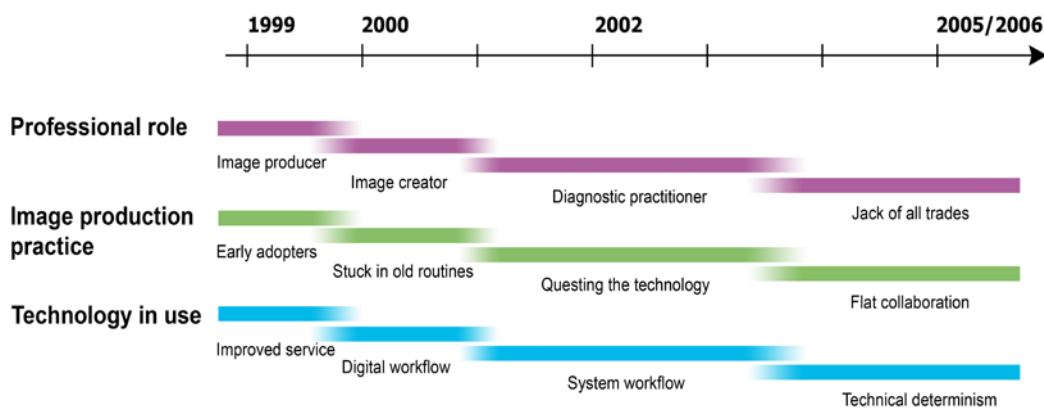 1999 2000 2002 2005/2006
Professional role
Image producer
Image creator
Diagnostic practitioner
Jack of all trades
Image production
practice
Early adopters
Stuck in old routines
Questing the technology
Flat collaboration
Technology in use
Improved service
Digital workflow
System workflow
Technical determinism